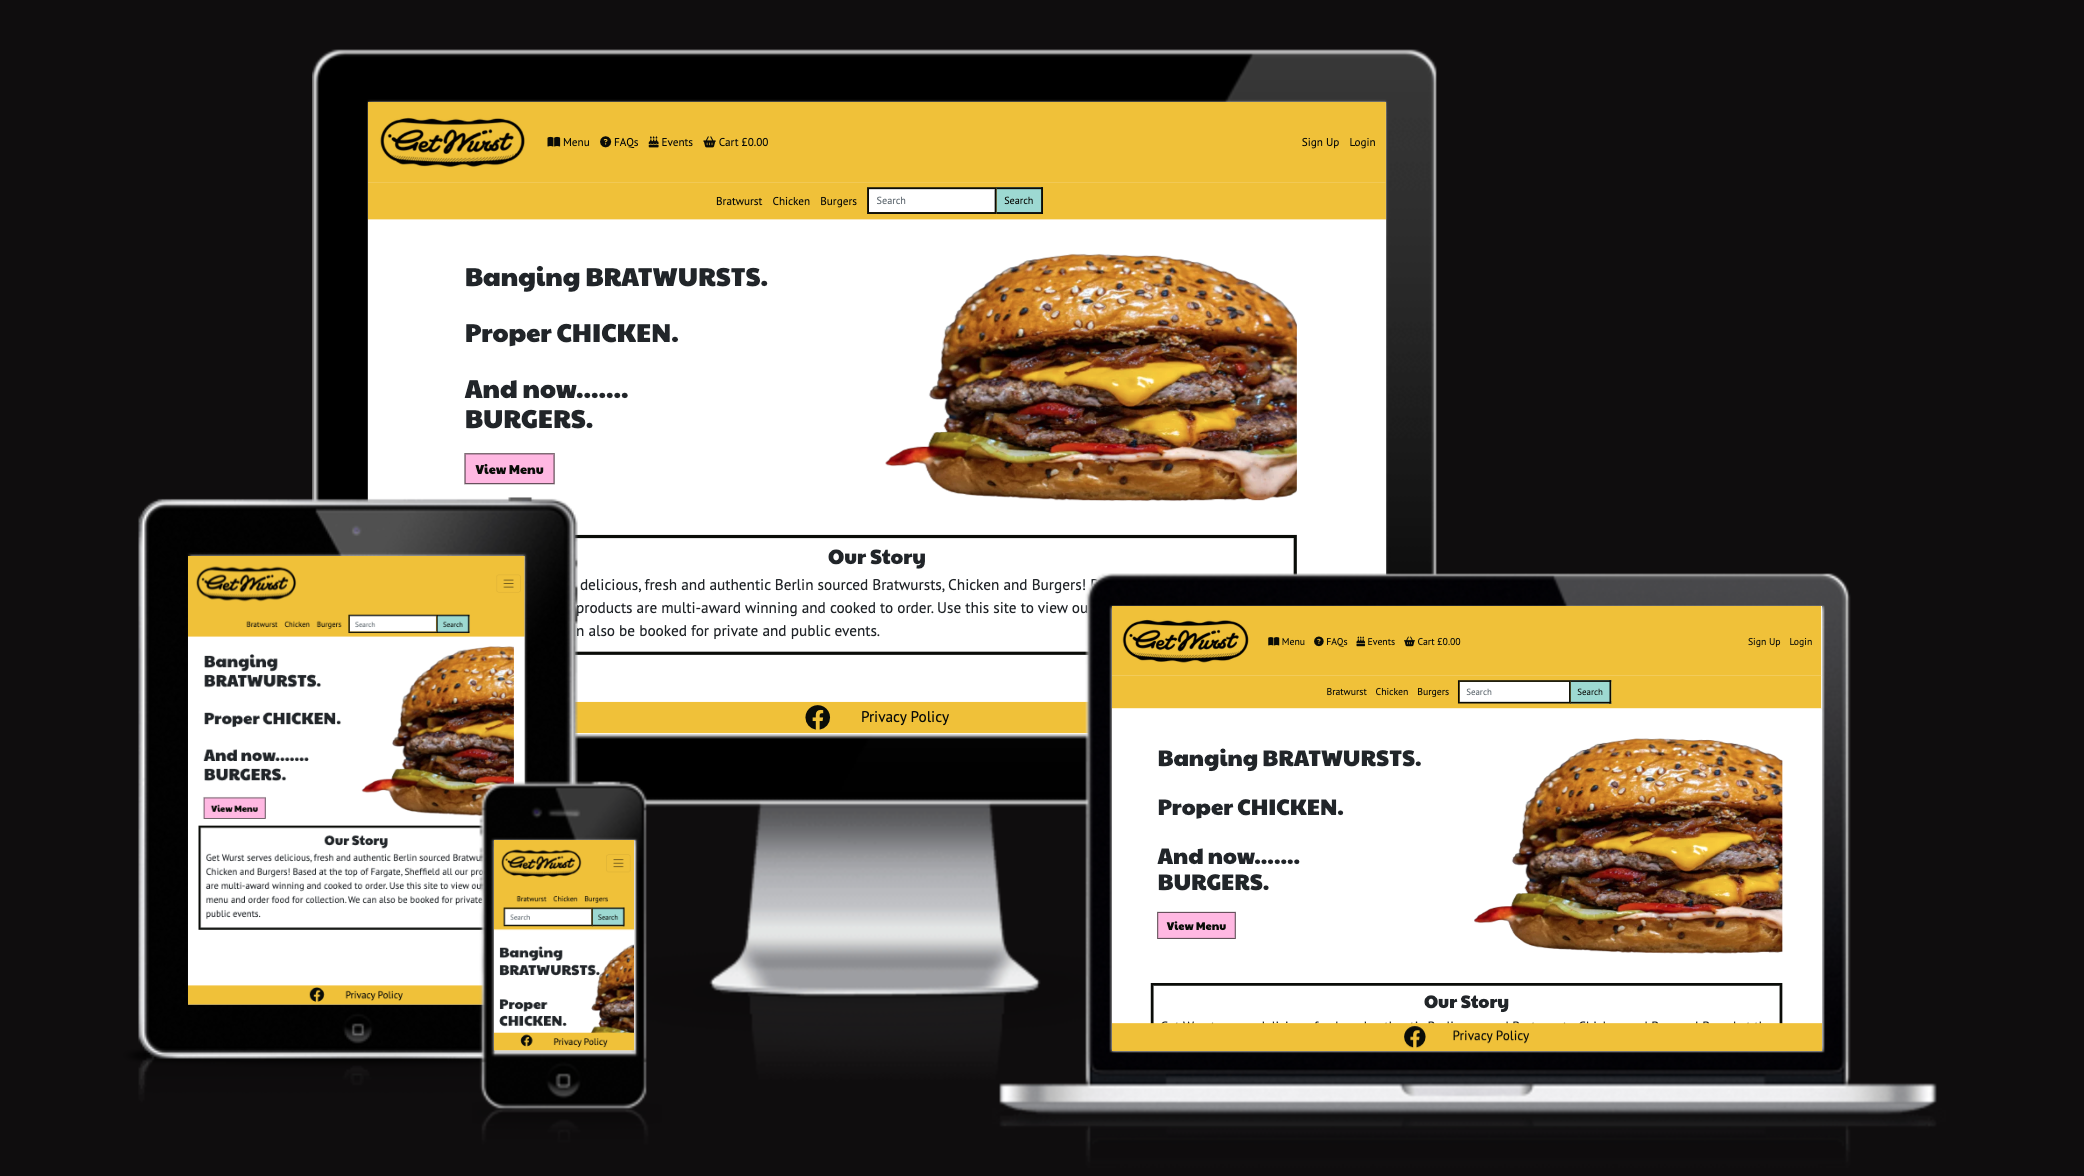 Get Wurst
Menu FAQs Events Cart £0.00
Sign Up Login
Bratwurst Chicken Burgers Search Search
Banging BRATWURSTS.
Proper CHICKEN.
And now.......
BURGERS.
View Menu
Our Story
delicious, fresh and authentic Berlin sourced Bratwursts, Chicken and Burgers!
products are multi-award winning and cooked to order. Use this site to view ou
n also be booked for private and public events.
Privacy Policy
Get Wurst
Bratwurst Chicken Burgers Search Search
Banging
BRATWURSTS.
Proper CHICKEN.
And now.......
BURGERS.
View Menu
Our Story
Get Wurst serves delicious, fresh and authentic Berlin sourced Bratwu
Chicken and Burgers! Based at the top of Fargate, Sheffield all our pro
are multi-award winning and cooked to order. Use this site to view ou
menu and order food for collection. We can also be booked for private
public events.
Privacy Policy
Get Wurst
Bratwurst Chicken Burgers
Search Search
Banging
BRATWURSTS.
Proper
CHICKEN.
Privacy Policy
Get Wurst
Menu FAQs Events Cart £0.00
Sign Up Login
Bratwurst Chicken Burgers Search Search
Banging BRATWURSTS.
Proper CHICKEN.
And now.......
BURGERS.
View Menu
Our Story
Privacy Policy